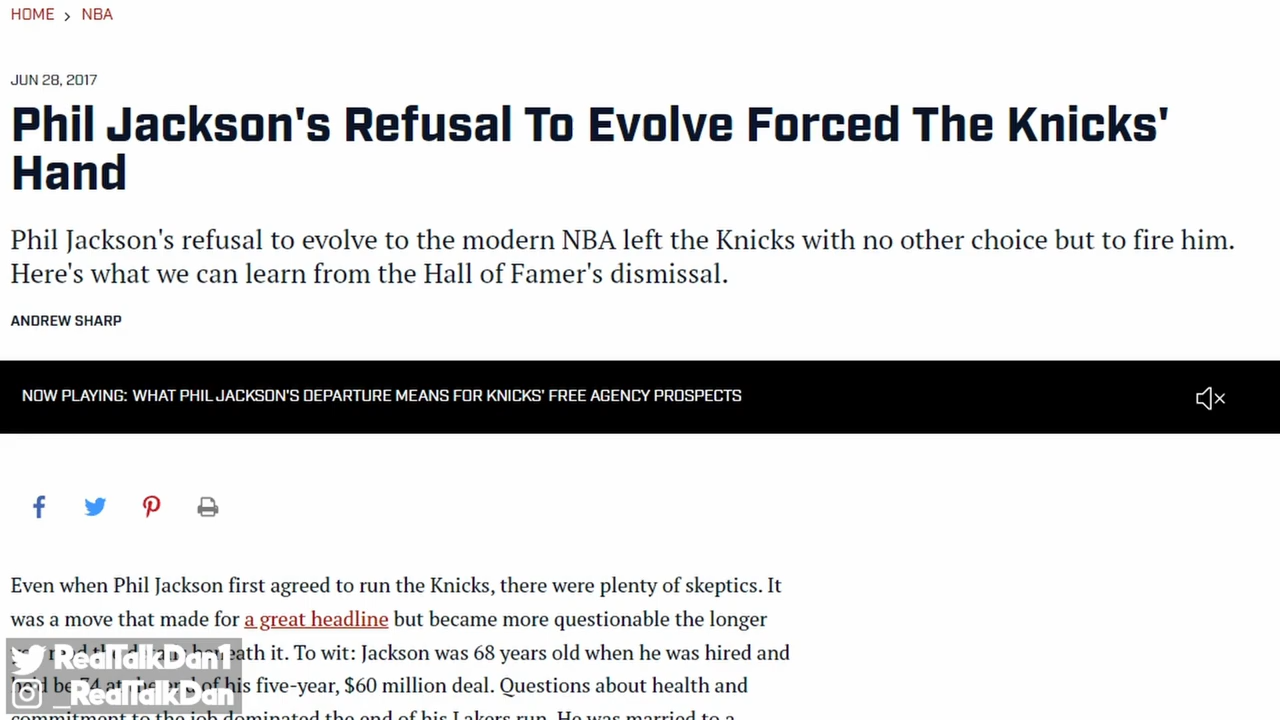 HOME > NBA
JUN 28, 2017
Phil Jackson's Refusal To Evolve Forced The Knicks'
Hand
Phil Jackson's refusal to evolve to the modern NBA left the Knicks with no other choice but to fire him.
Here's what we can learn from the Hall of Famer's dismissal.
ANDREW SHARP
NOW PLAYING: WHAT PHIL JACKSON'S DEPARTURE MEANS FOR KNICKS' FREE AGENCY PROSPECTS
Even when Phil Jackson first agreed to run the Knicks, there were plenty of skeptics. It
was a move that made for a great headline but became more questionable the longer
it. To wit: Jackson was 68 years old when he was hired and
RealTalkDan1
of his five-year, $60 million deal. Questions about health and
_RealTalkDan
commitment to the job dominated the end of his Lakers run. He was married to a